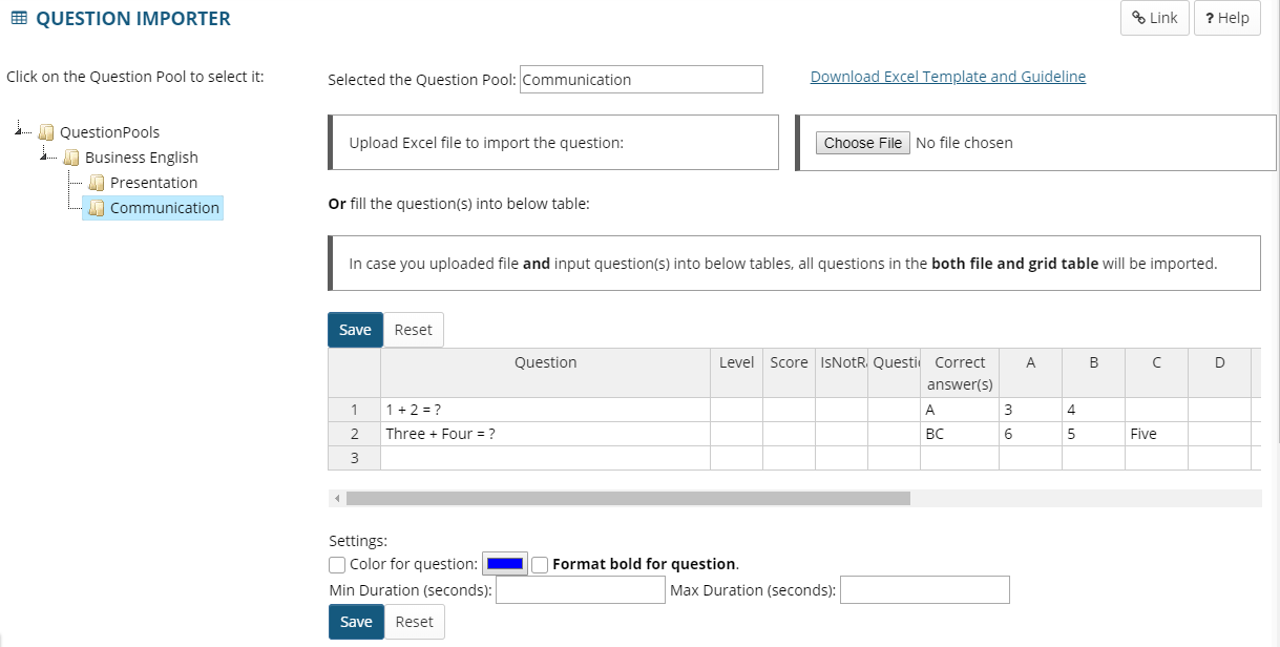 QUESTION IMPORTER
Link
? Help
Click on the Question Pool to select it:
QuestionPools
Business English
Presentation
Communication
Selected the Question Pool: Communication
Download Excel Template and Guideline
Upload Excel file to import the question:
Choose File No file chosen
Or fill the question(s) into below table:
In case you uploaded file and input question(s) into below tables, all questions in the both file and grid table will be imported.
Save Reset
Question Level Score IsNotRa Questio Correct answer(s) A B C D
1 1 + 2 = ? A 3 4
2 Three + Four = ? BC 6 5 Five
3
Settings:
Color for question: Format bold for question.
Min Duration (seconds): Max Duration (seconds):
Save Reset